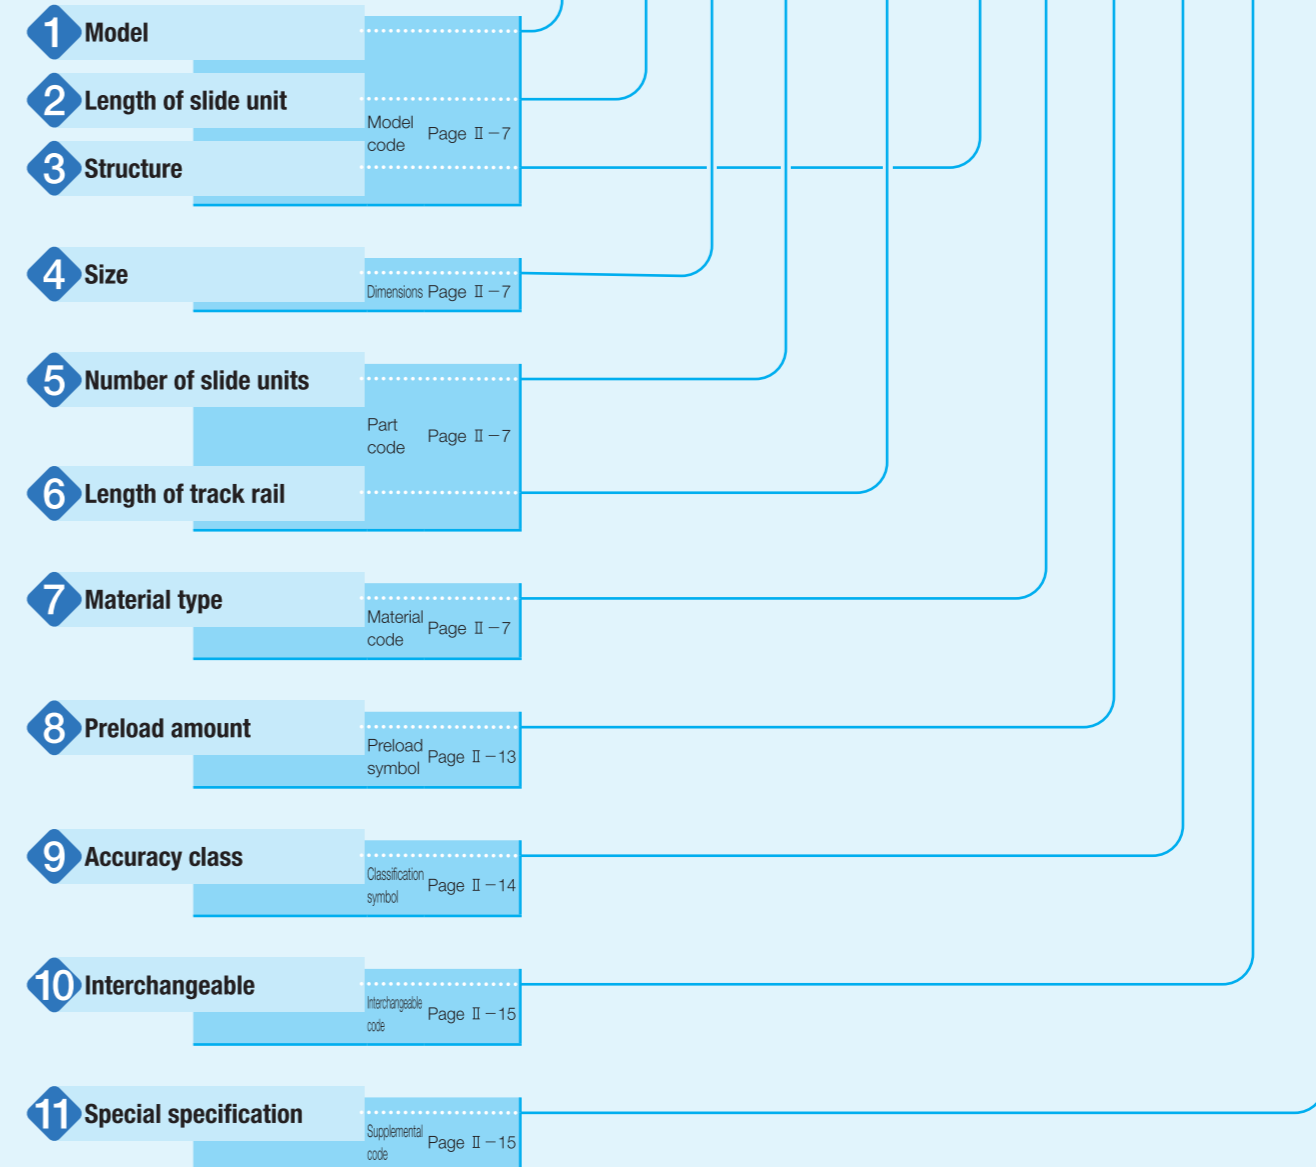 1 Model
2 Length of slide unit
Model
code
Page Ⅱ－7
3 Structure
4 Size
Dimensions Page Ⅱ－7
5 Number of slide units
Part
code
Page Ⅱ－7
6 Length of track rail
7 Material type
Material
code
Page Ⅱ－7
8 Preload amount
Preload
symbol
Page Ⅱ－13
9 Accuracy class
Classification
symbol
Page Ⅱ－14
10 Interchangeable
Interchangeable
code
Page Ⅱ－15
11 Special specification
Supplemental
code
Page Ⅱ－15